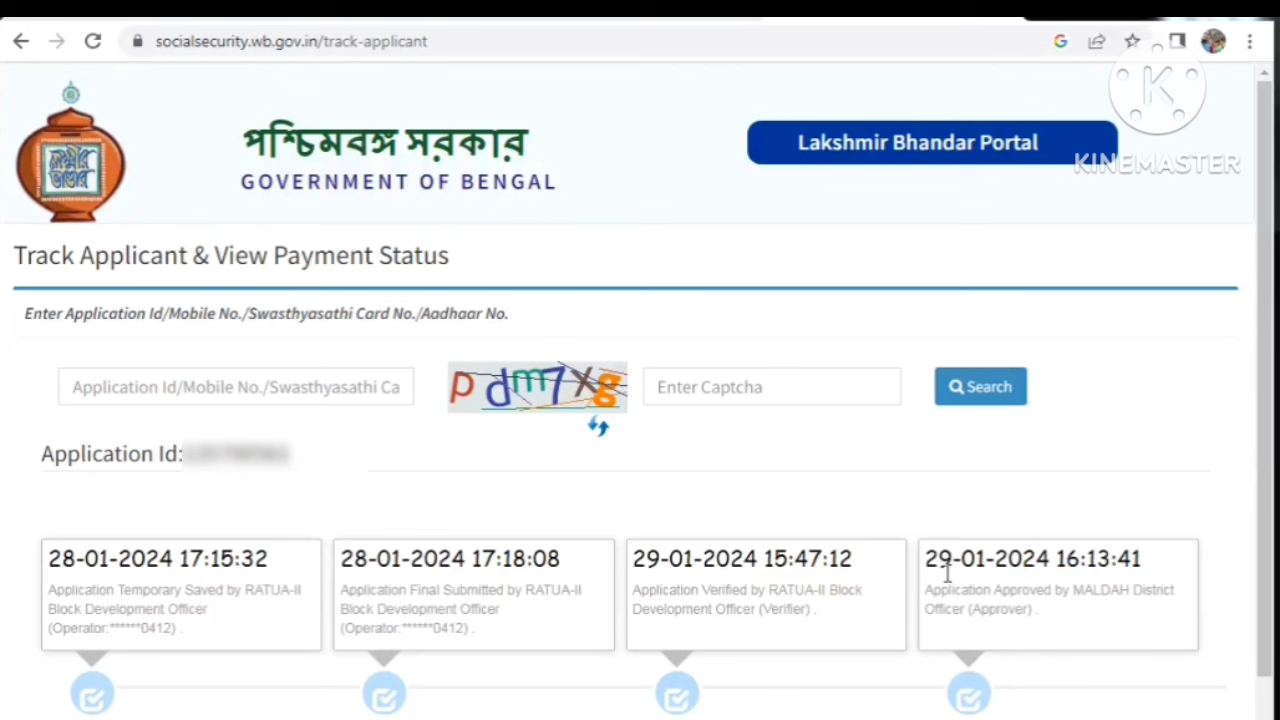 socialsecurity.wb.gov.in/track-applicant
পশ্চিমবঙ্গ সরকার
GOVERNMENT OF BENGAL
Lakshmir Bhandar Portal
KINEMASTER
লক্ষ্মীর ভাণ্ডার
Track Applicant & View Payment Status
Enter Application Id/Mobile No./Swasthyasathi Card No./Aadhaar No.
Application Id/Mobile No./Swasthyasathi Ca
pdm7xg
Enter Captcha
Search
Application Id:
28-01-2024 17:15:32
Application Temporary Saved by RATUA-II
Block Development Officer
(Operator:******0412) .
28-01-2024 17:18:08
Application Final Submitted by RATUA-II
Block Development Officer
(Operator:******0412) .
29-01-2024 15:47:12
Application Verified by RATUA-II Block
Development Officer (Verifier) .
29-01-2024 16:13:41
Application Approved by MALDAH District
Officer (Approver) .